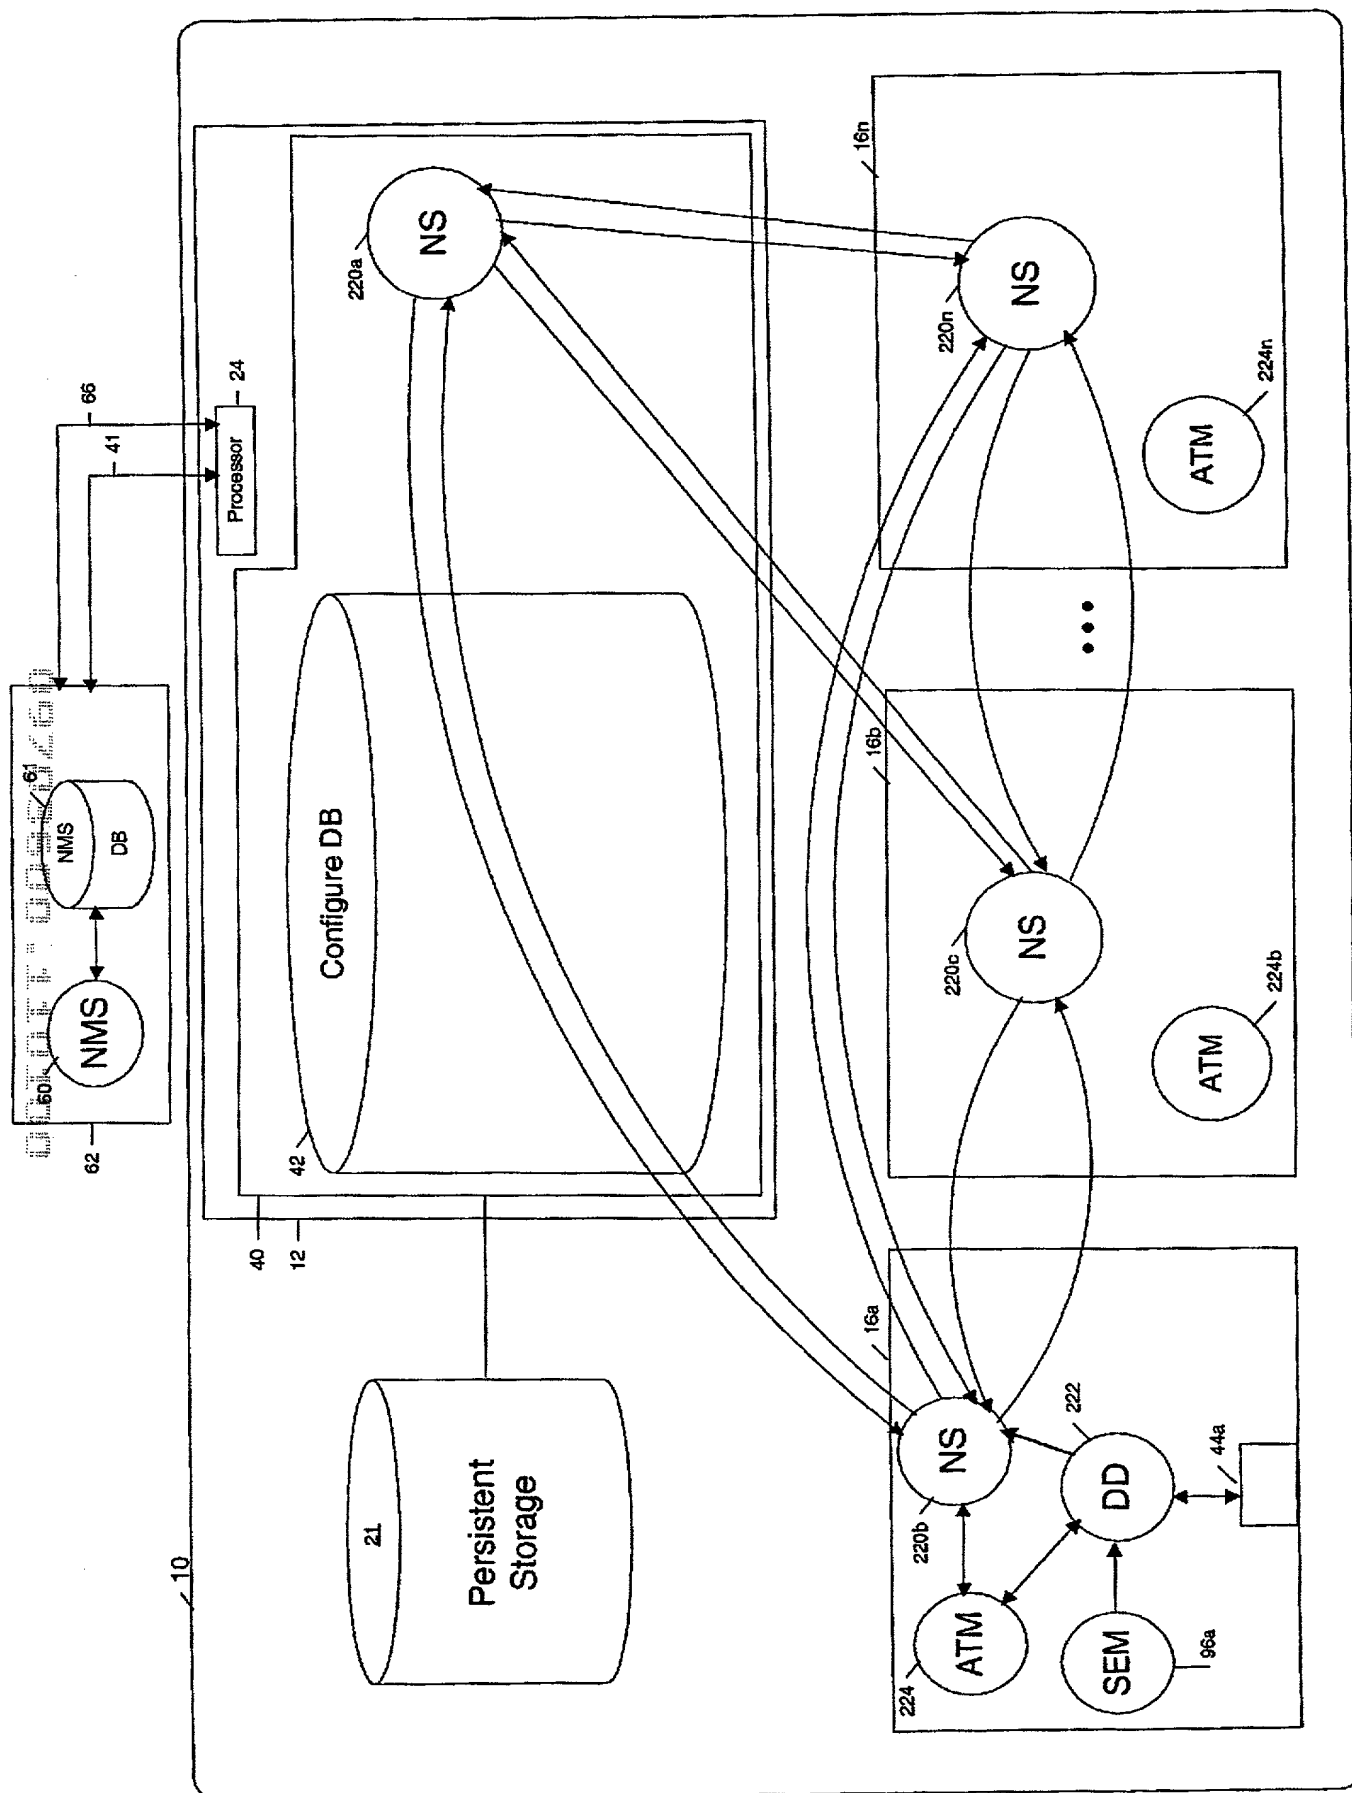 62
60
NMS
61
NMS
DB
66
41
10
Processor
24
40
12
42
Configure DB
220a
NS
21
Persistent
Storage
16a
16b
16n
220b
NS
222
DD
44a
224
ATM
SEM
96a
220c
NS
ATM
224b
220n
NS
ATM
224n